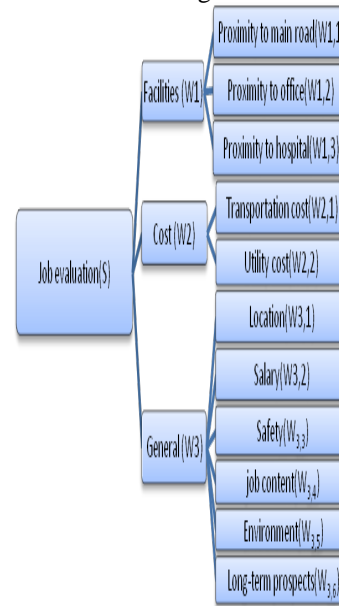 Proximity to main road(W1,1
Facilities (W1)
Proximity to office(W1,2)
Proximity to hospital(W1,3)
Transportation cost(W2,1)
Cost (W2)
Utility cost(W2,2)
Job evaluation(S)
Location(W3,1)
Salary(W3,2)
Safety(W3,3)
General (W3)
job content(W3,4)
Environment(W3,5)
Long-term prospects(W3,6)